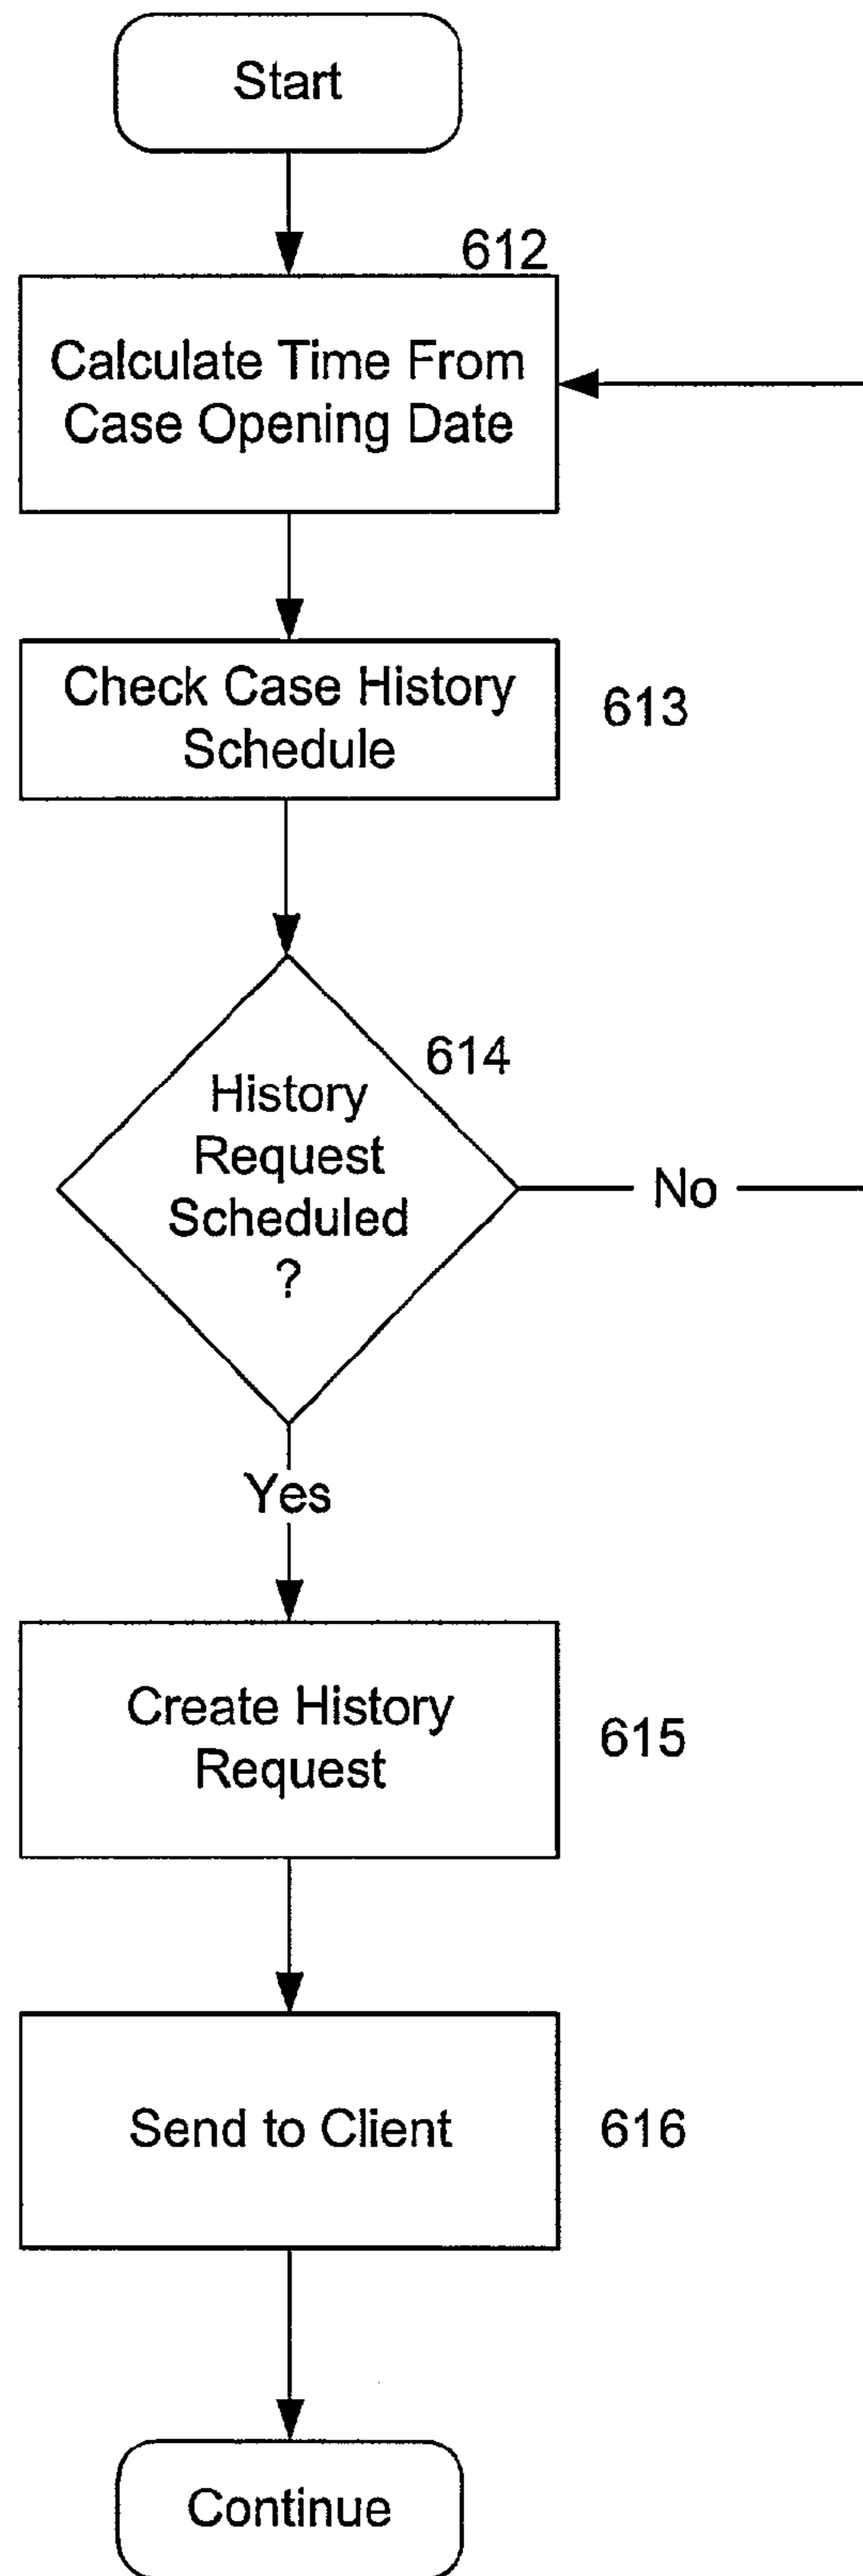 Start
612
Calculate Time From
Case Opening Date
Check Case History
Schedule
613
614
History
Request
Scheduled
?
No
Yes
Create History
Request
615
Send to Client
616
Continue